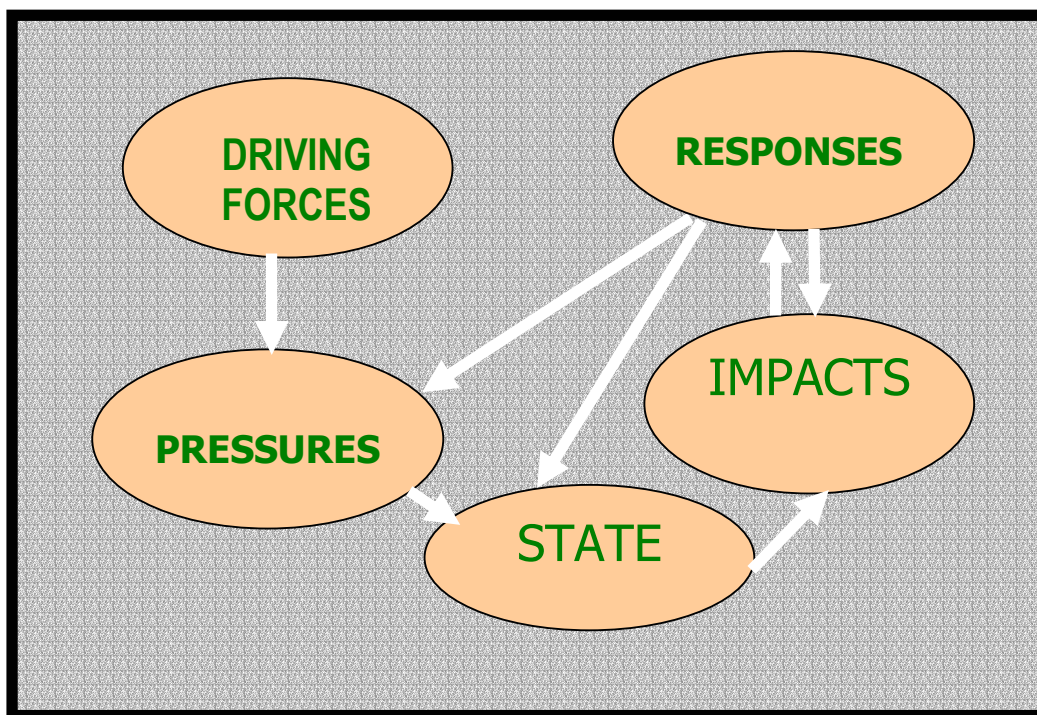 DRIVING
FORCES
RESPONSES
IMPACTS
PRESSURES
STATE